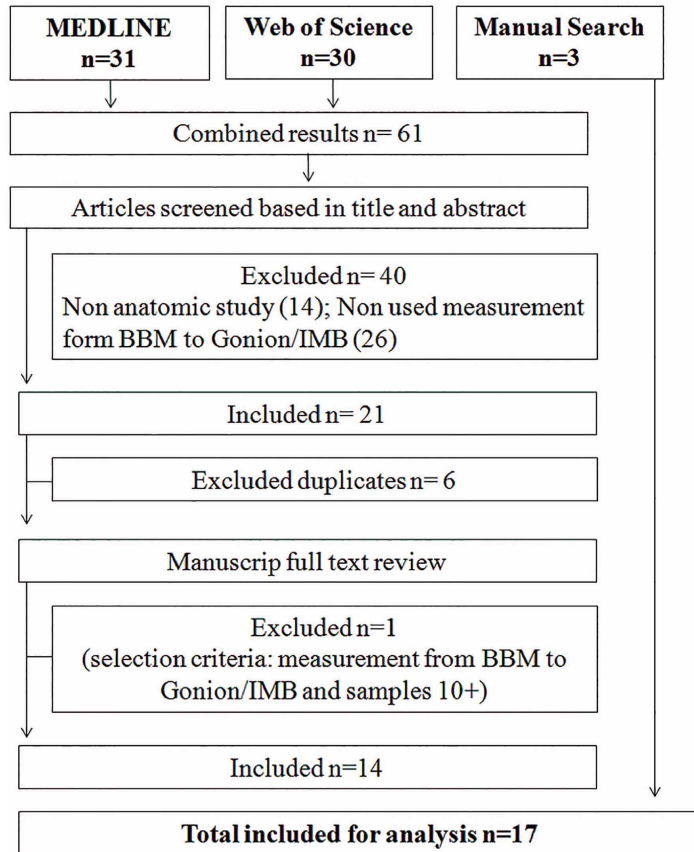 MEDLINE
n=31
Web of Science
n=30
Manual Search
n=3
Combined results n= 61
Articles screened based in title and abstract
Excluded n= 40
Non anatomic study (14); Non used measurement
form BBM to Gonion/IMB (26)
Included n= 21
Excluded duplicates n= 6
Manuscrip full text review
Excluded n=1
(selection criteria: measurement from BBM to
Gonion/IMB and samples 10+)
Included n=14
Total included for analysis n=17